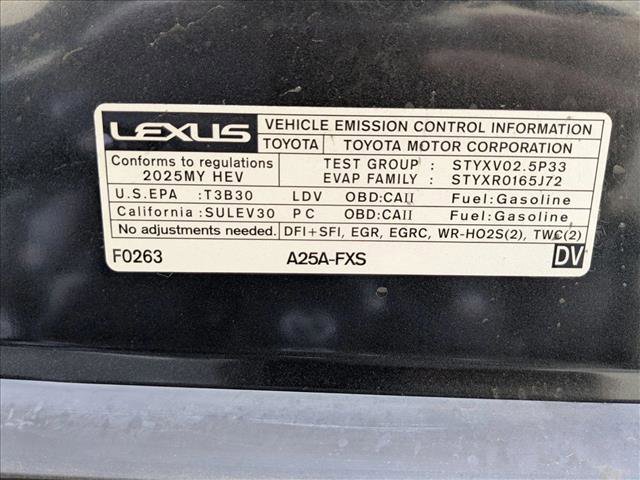 LEXUS VEHICLE EMISSION CONTROL INFORMATION
TOYOTA TOYOTA MOTOR CORPORATION
Conforms to regulations TEST GROUP : STYXV02.5P33
2025MY HEV EVAP FAMILY : STYXR0165J72
U.S.EPA :T3B30 LDV OBD:CAII Fuel:Gasoline
California:SULEV30 PC OBD:CAII Fuel:Gasoline
No adjustments needed. DFI+SFI, EGR, EGRC, WR-HO2S(2), TWC(2)
F0263 A25A-FXS DV